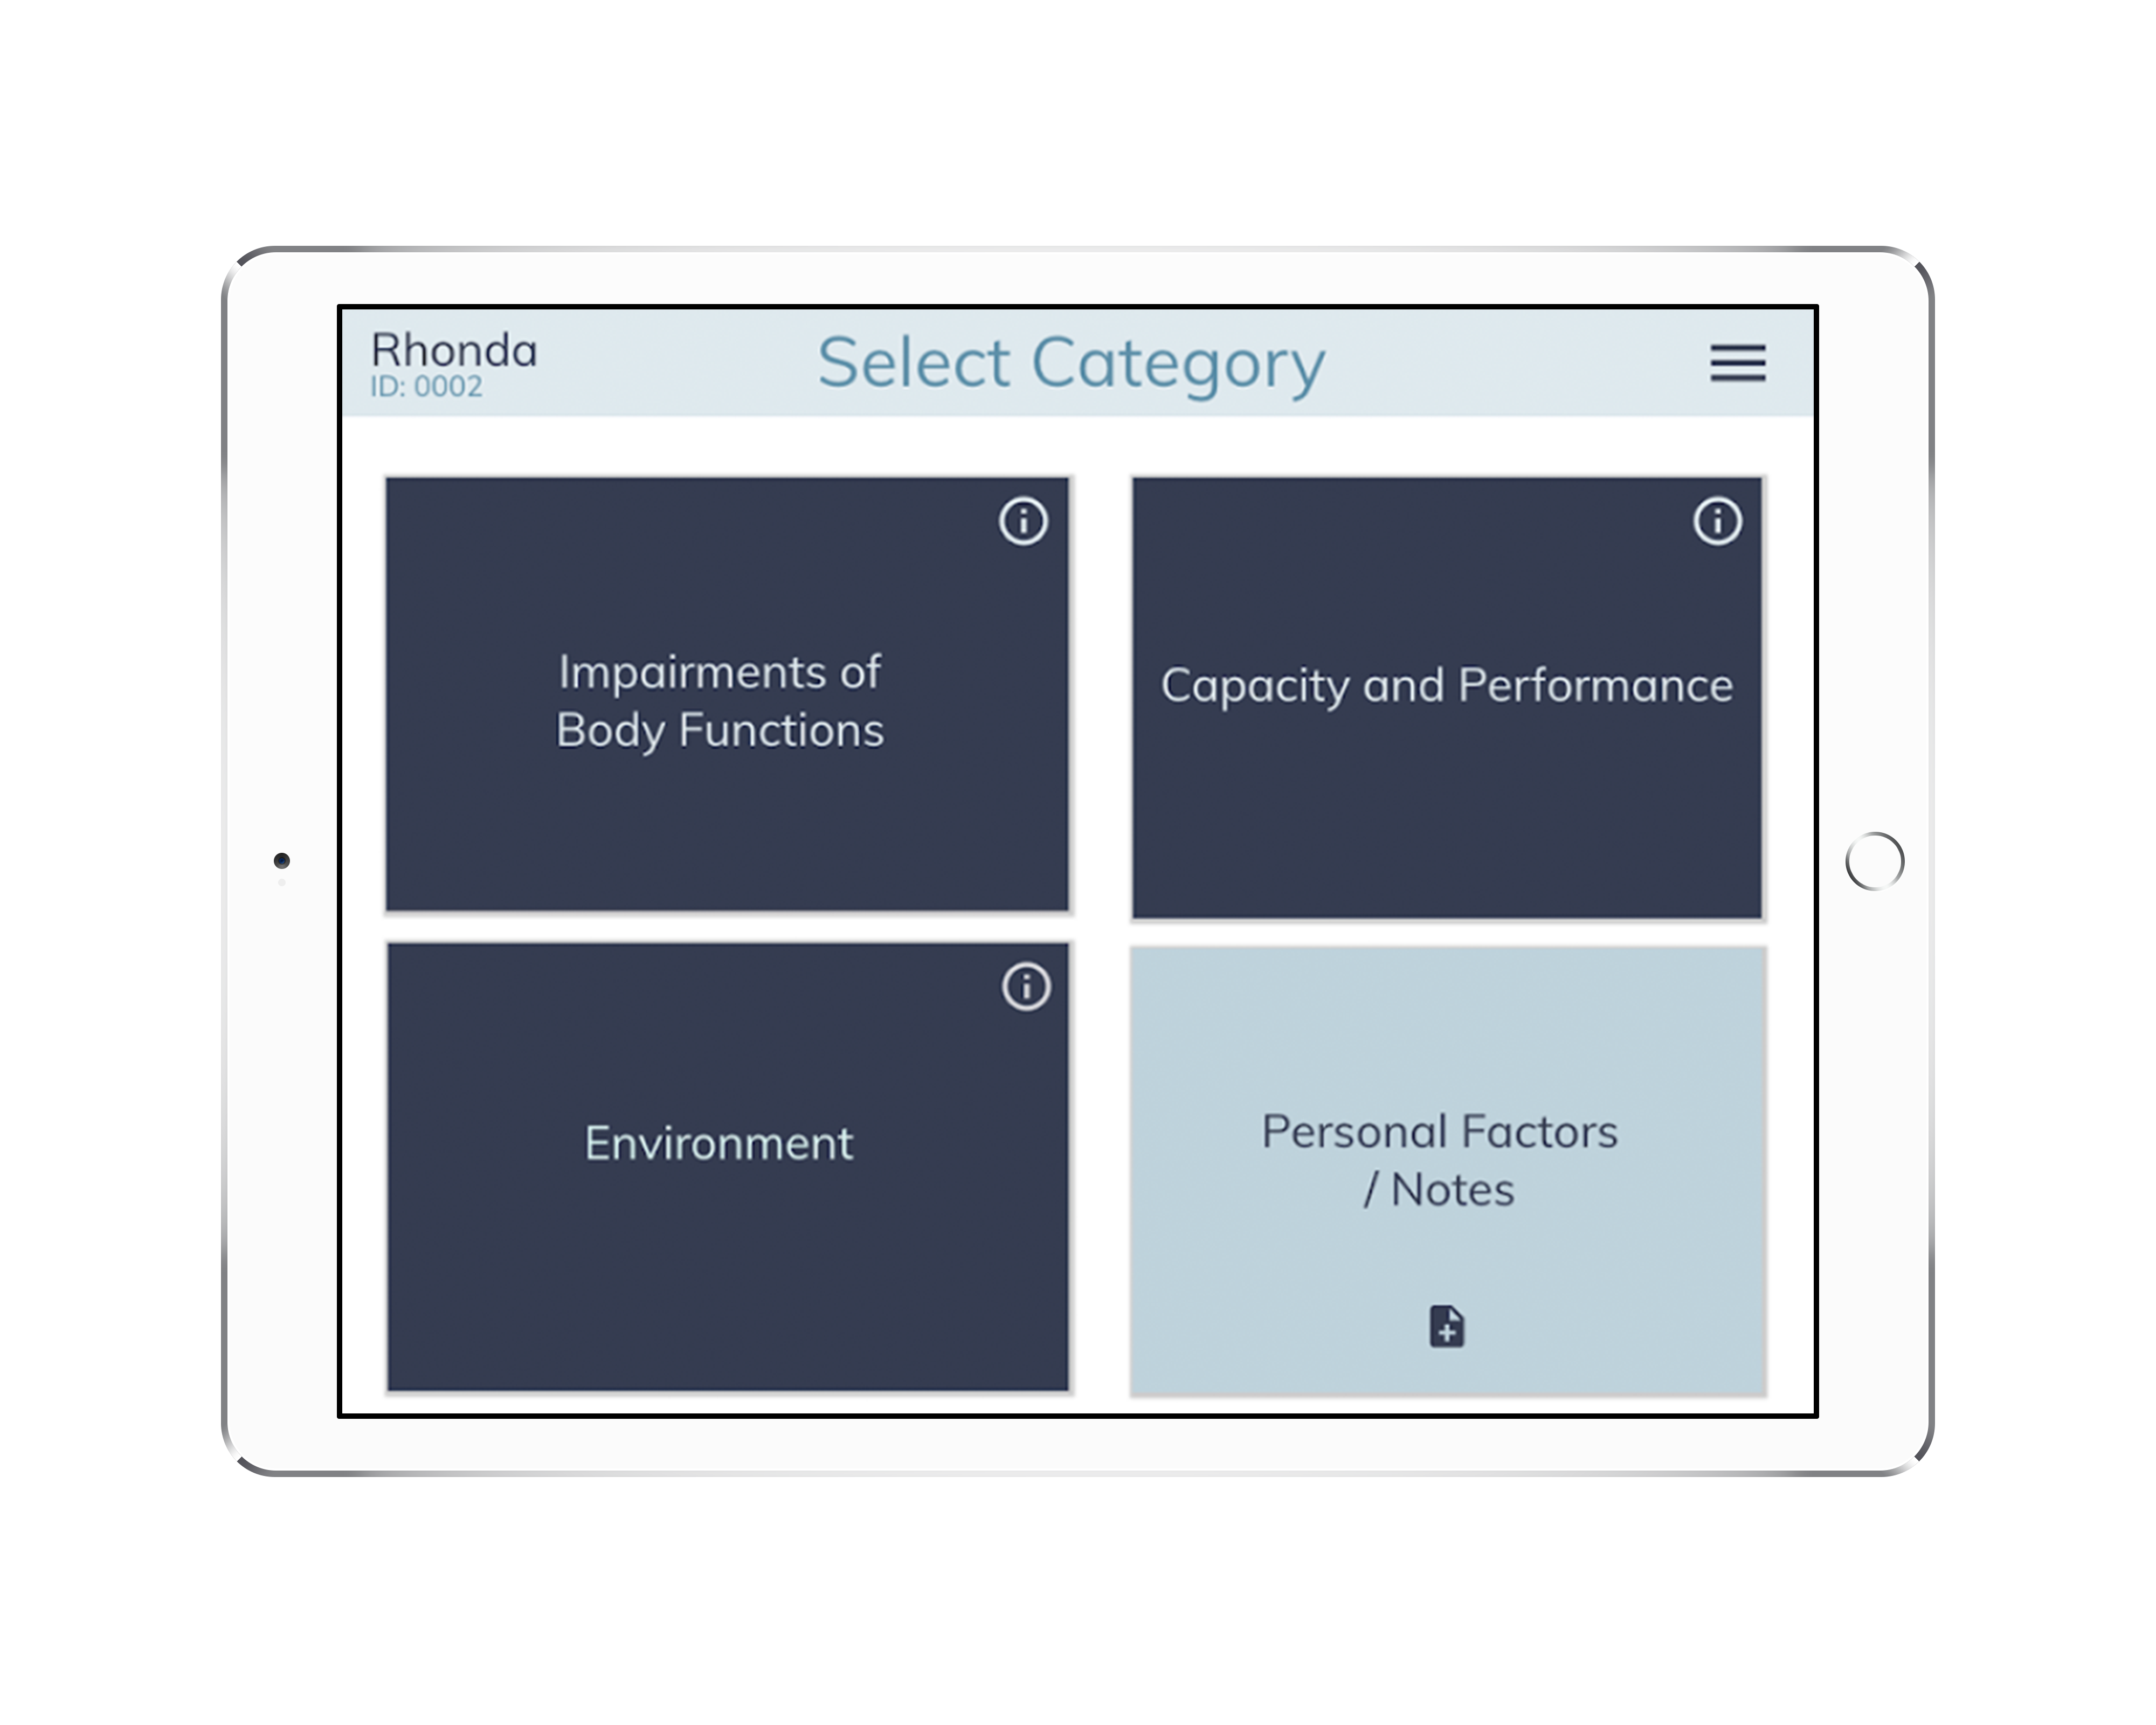 Rhonda
ID: 0002
Select Category
Impairments of
Body Functions
Capacity and Performance
Environment
Personal Factors
/ Notes